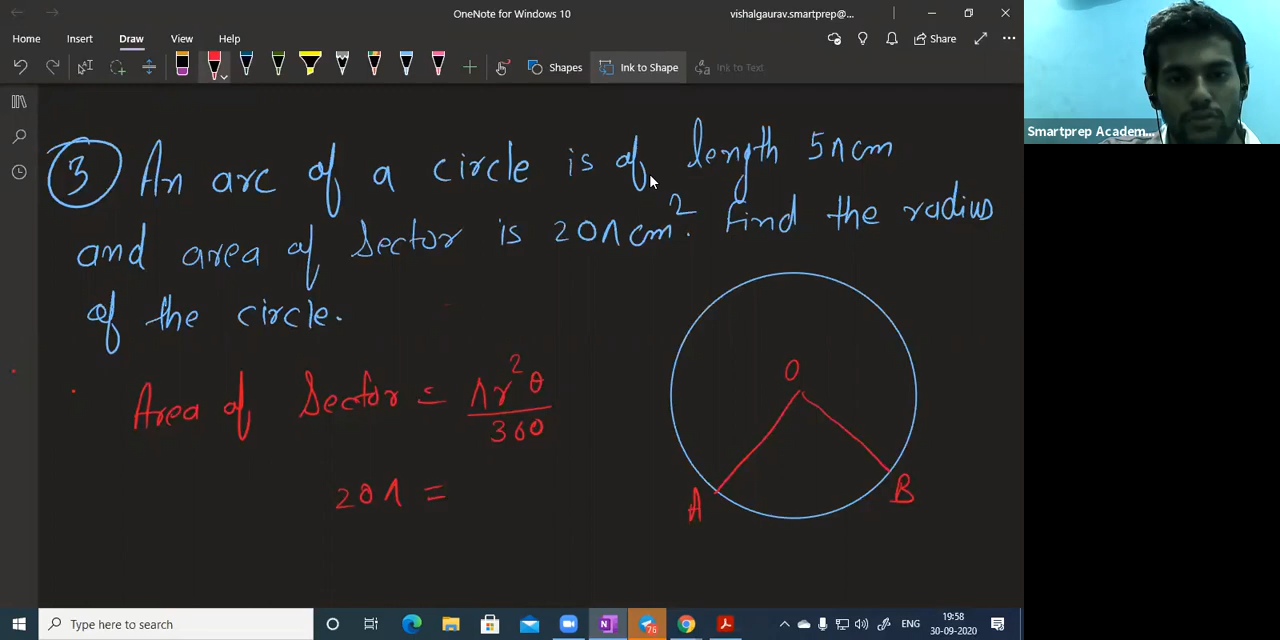 OneNote for Windows 10
vishalgaurav.smartprep@...
Home Insert Draw View Help
Share
Shapes
Ink to Shape
Ink to Text
Smartprep Academ...
3 An arc of a circle is of length 5π cm
and area of Sector is 20π cm². Find the radius
of the circle.
Area of Sector = πr²θ/360
20π =
O
A
B
Type here to search
76
ENG
19:58
30-09-2020